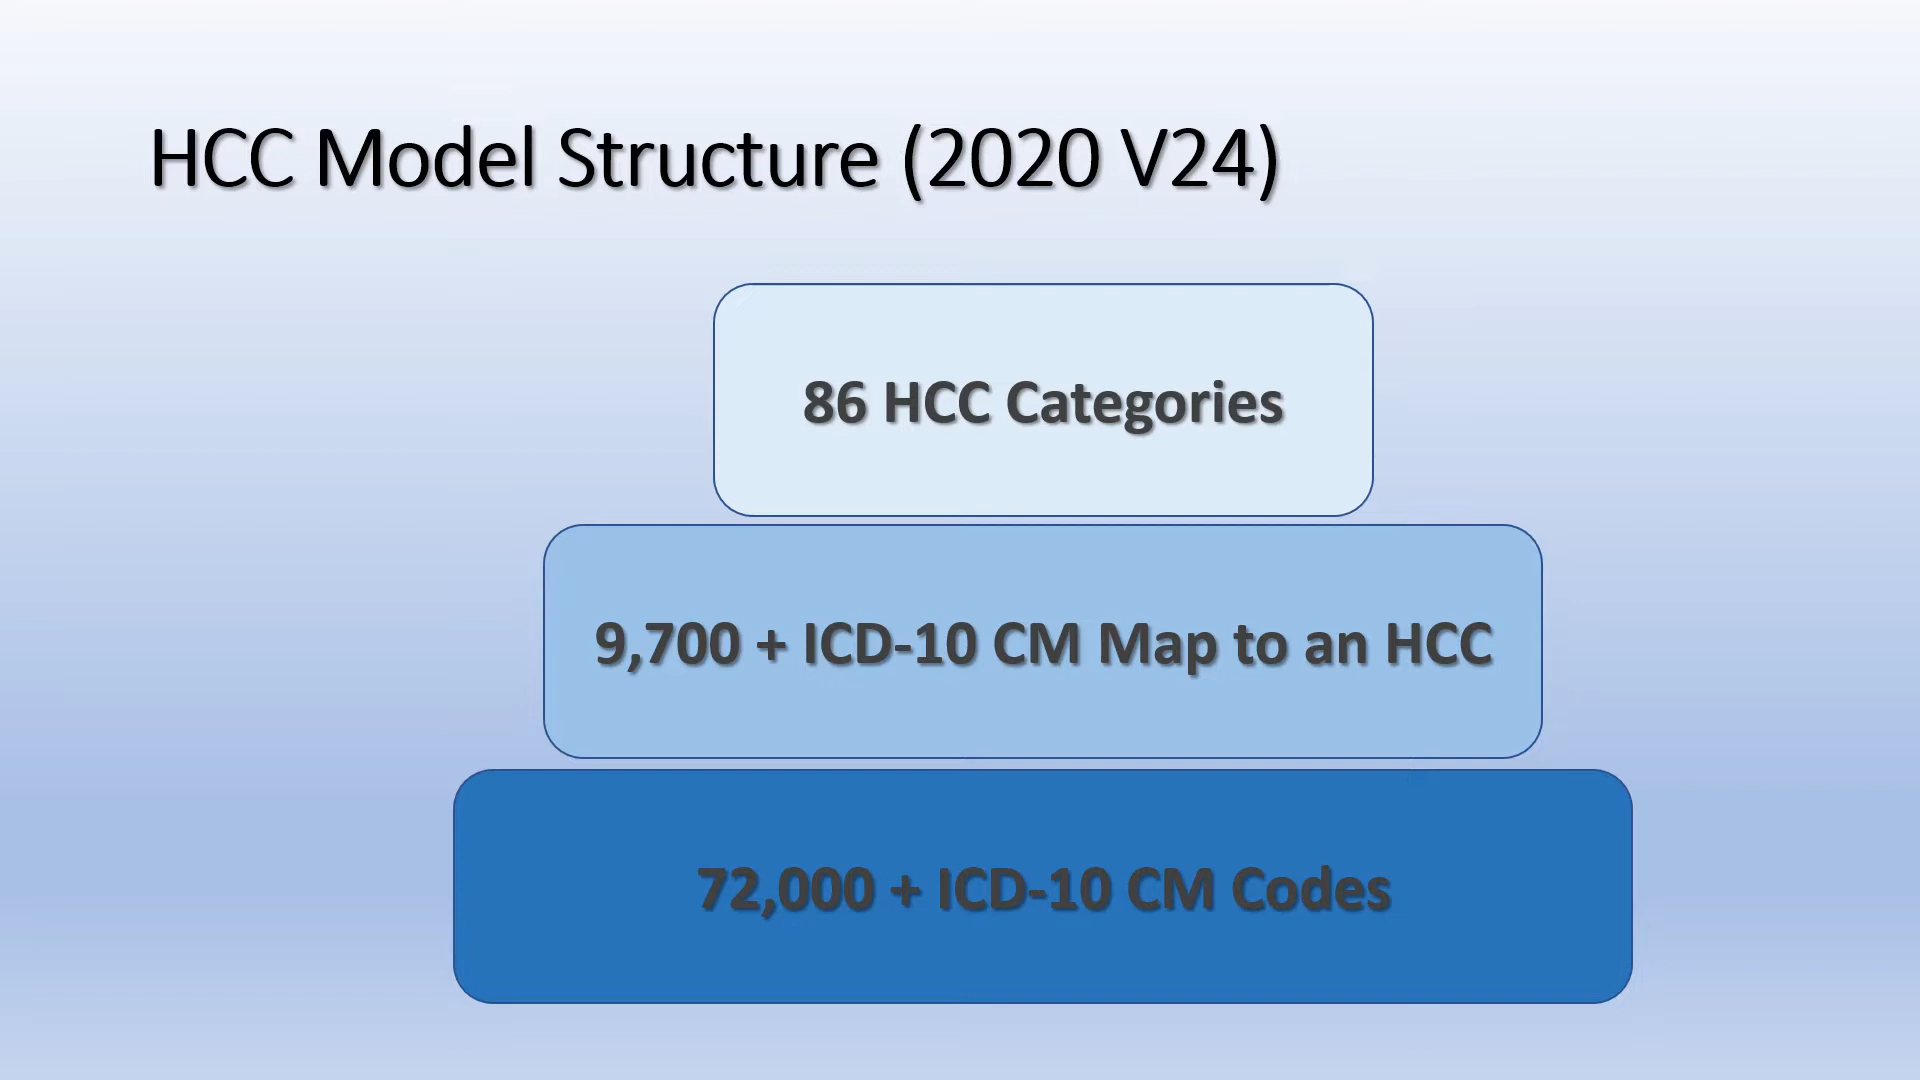 HCC Model Structure (2020 V24)
86 HCC Categories
9,700 + ICD-10 CM Map to an HCC
72,000 + ICD-10 CM Codes